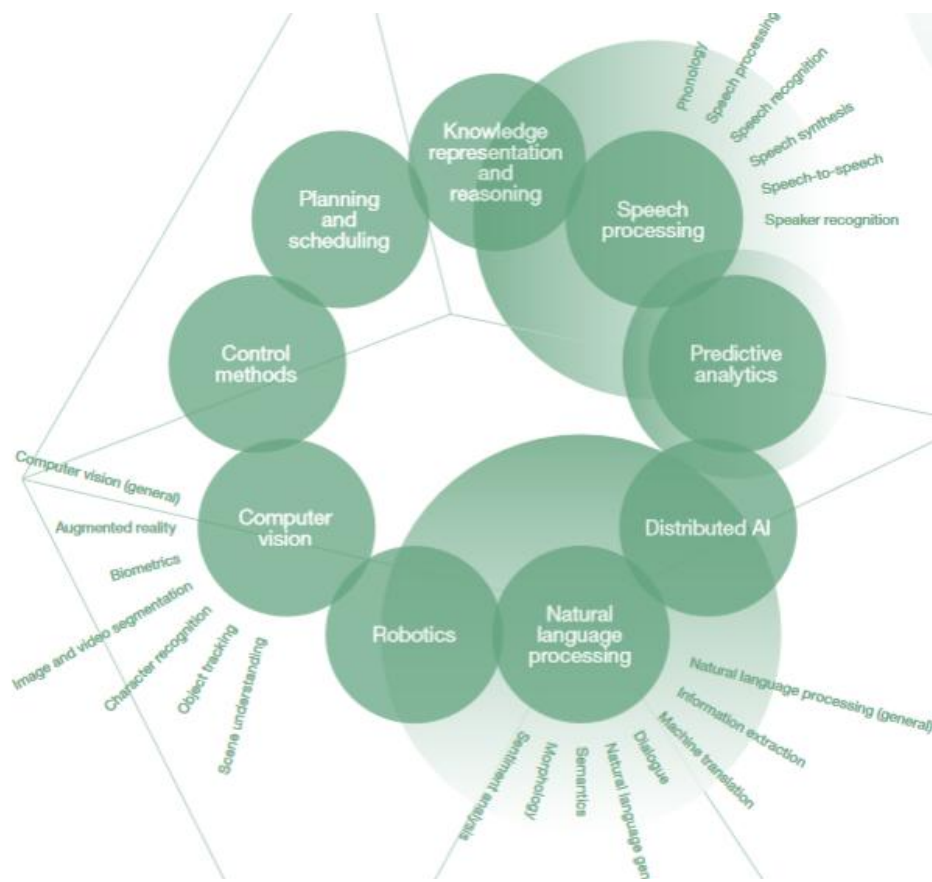 Phonology
Speech processing
Speech recognition
Speech synthesis
Speech-to-speech
Speaker recognition
Knowledge
representation
and
reasoning
Planning
and
scheduling
Speech
processing
Control
methods
Predictive
analytics
Computer vision (general)
Augmented reality
Biometrics
Image and video segmentation
Character recognition
Object tracking
Scene understanding
Computer
vision
Distributed AI
Robotics
Natural
language
processing
Natural language processing (general)
Information extraction
Machine translation
Dialogue
Natural language gen
Semantics
Morphology
Sentiment analysis